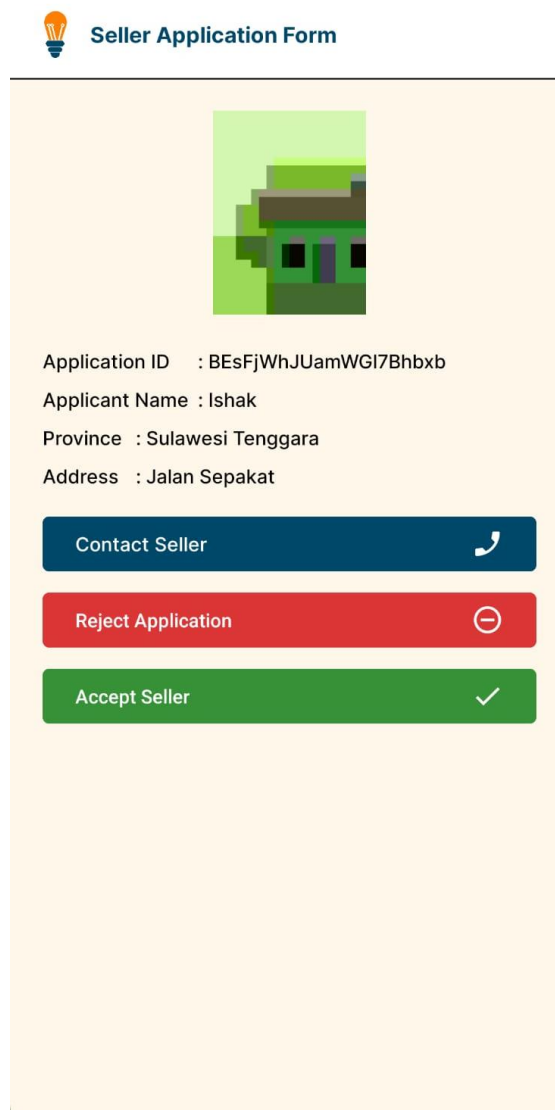 Seller Application Form
Application ID : BEsFjWhJUamWGI7Bhbxb
Applicant Name : Ishak
Province : Sulawesi Tenggara
Address : Jalan Sepakat
Contact Seller
Reject Application
Accept Seller